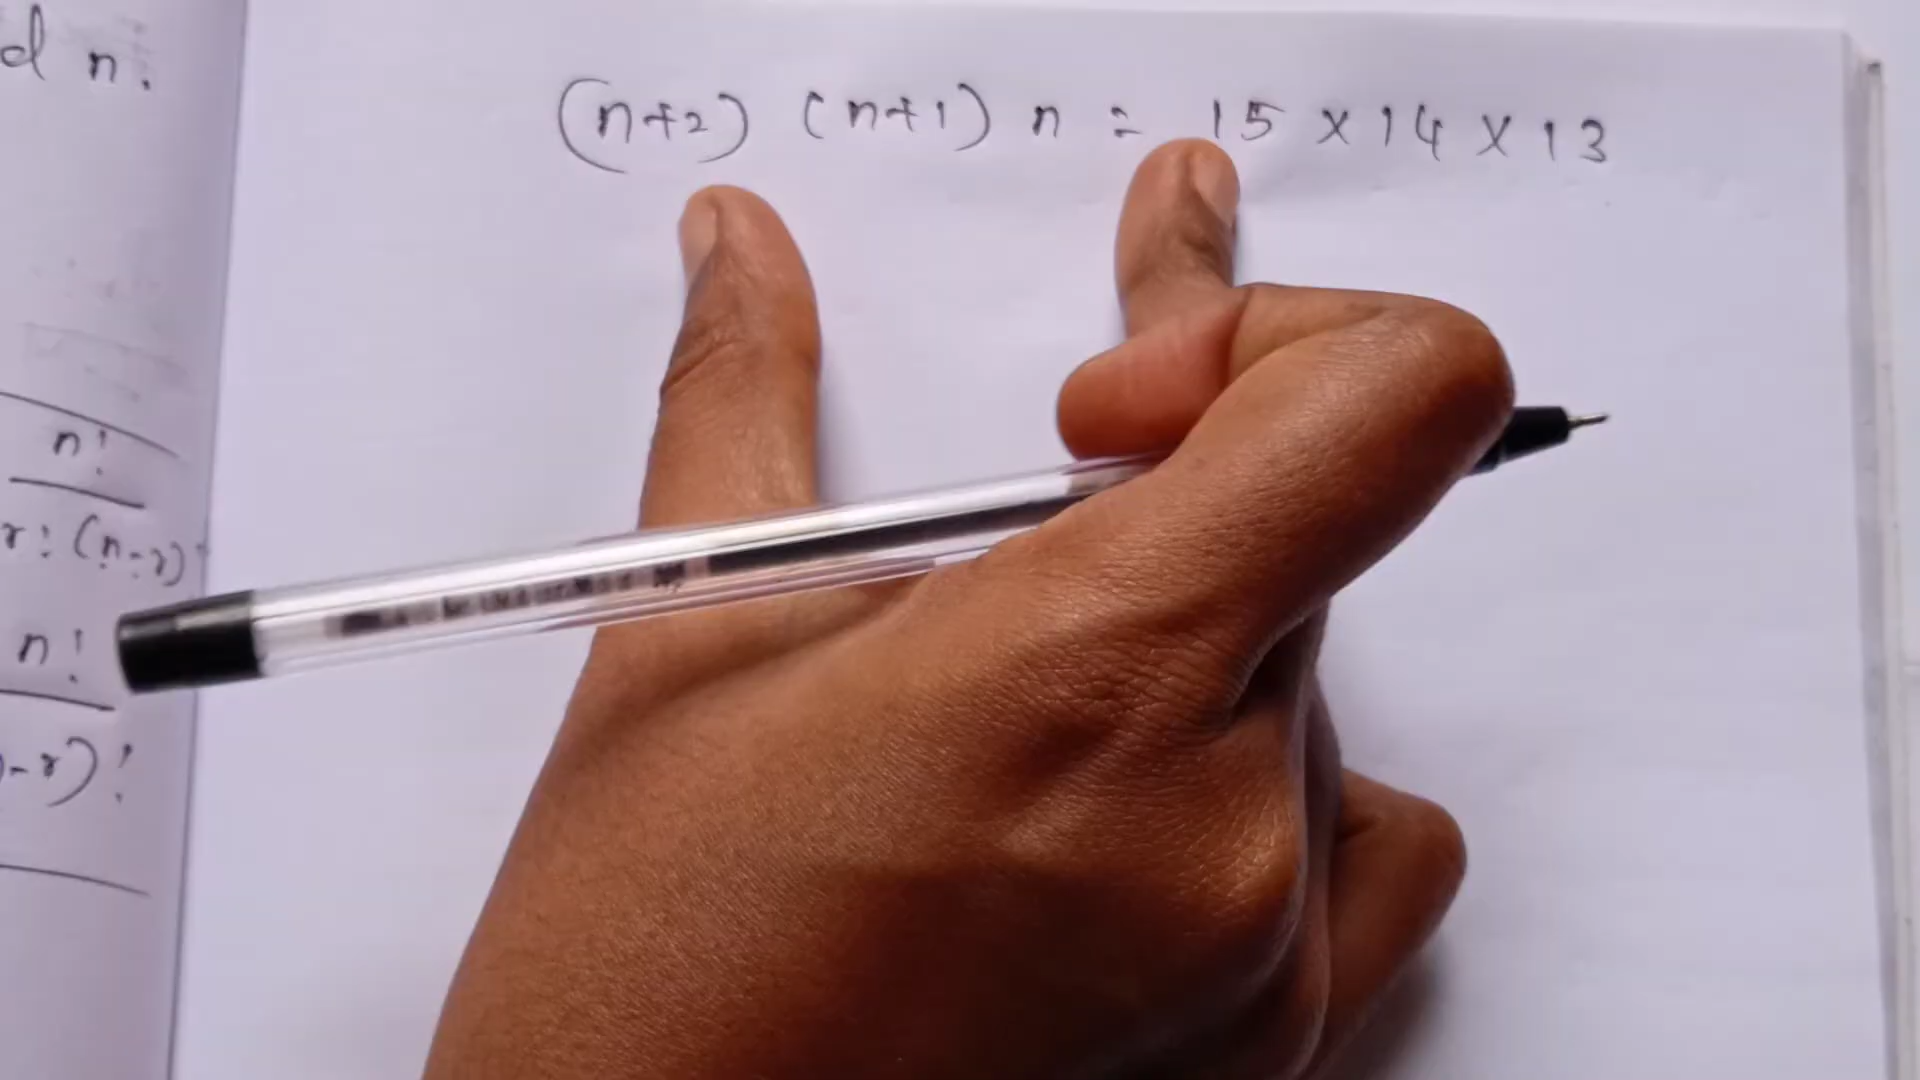 d n.
n!
r! (n-r)!
n!
-r)!
(n+2) (n+1) n = 15 × 14 × 13